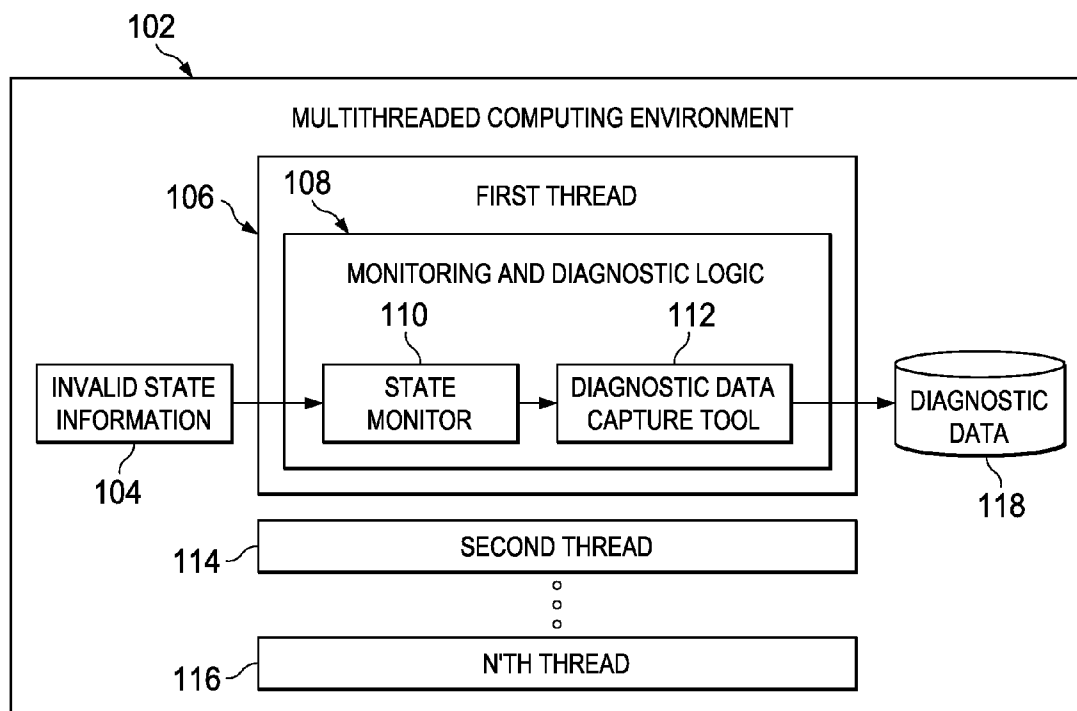 102
MULTITHREADED COMPUTING ENVIRONMENT
106
108
FIRST THREAD
MONITORING AND DIAGNOSTIC LOGIC
110
112
INVALID STATE
INFORMATION
STATE
MONITOR
DIAGNOSTIC DATA
CAPTURE TOOL
DIAGNOSTIC
DATA
104
118
114
SECOND THREAD
116
N'TH THREAD